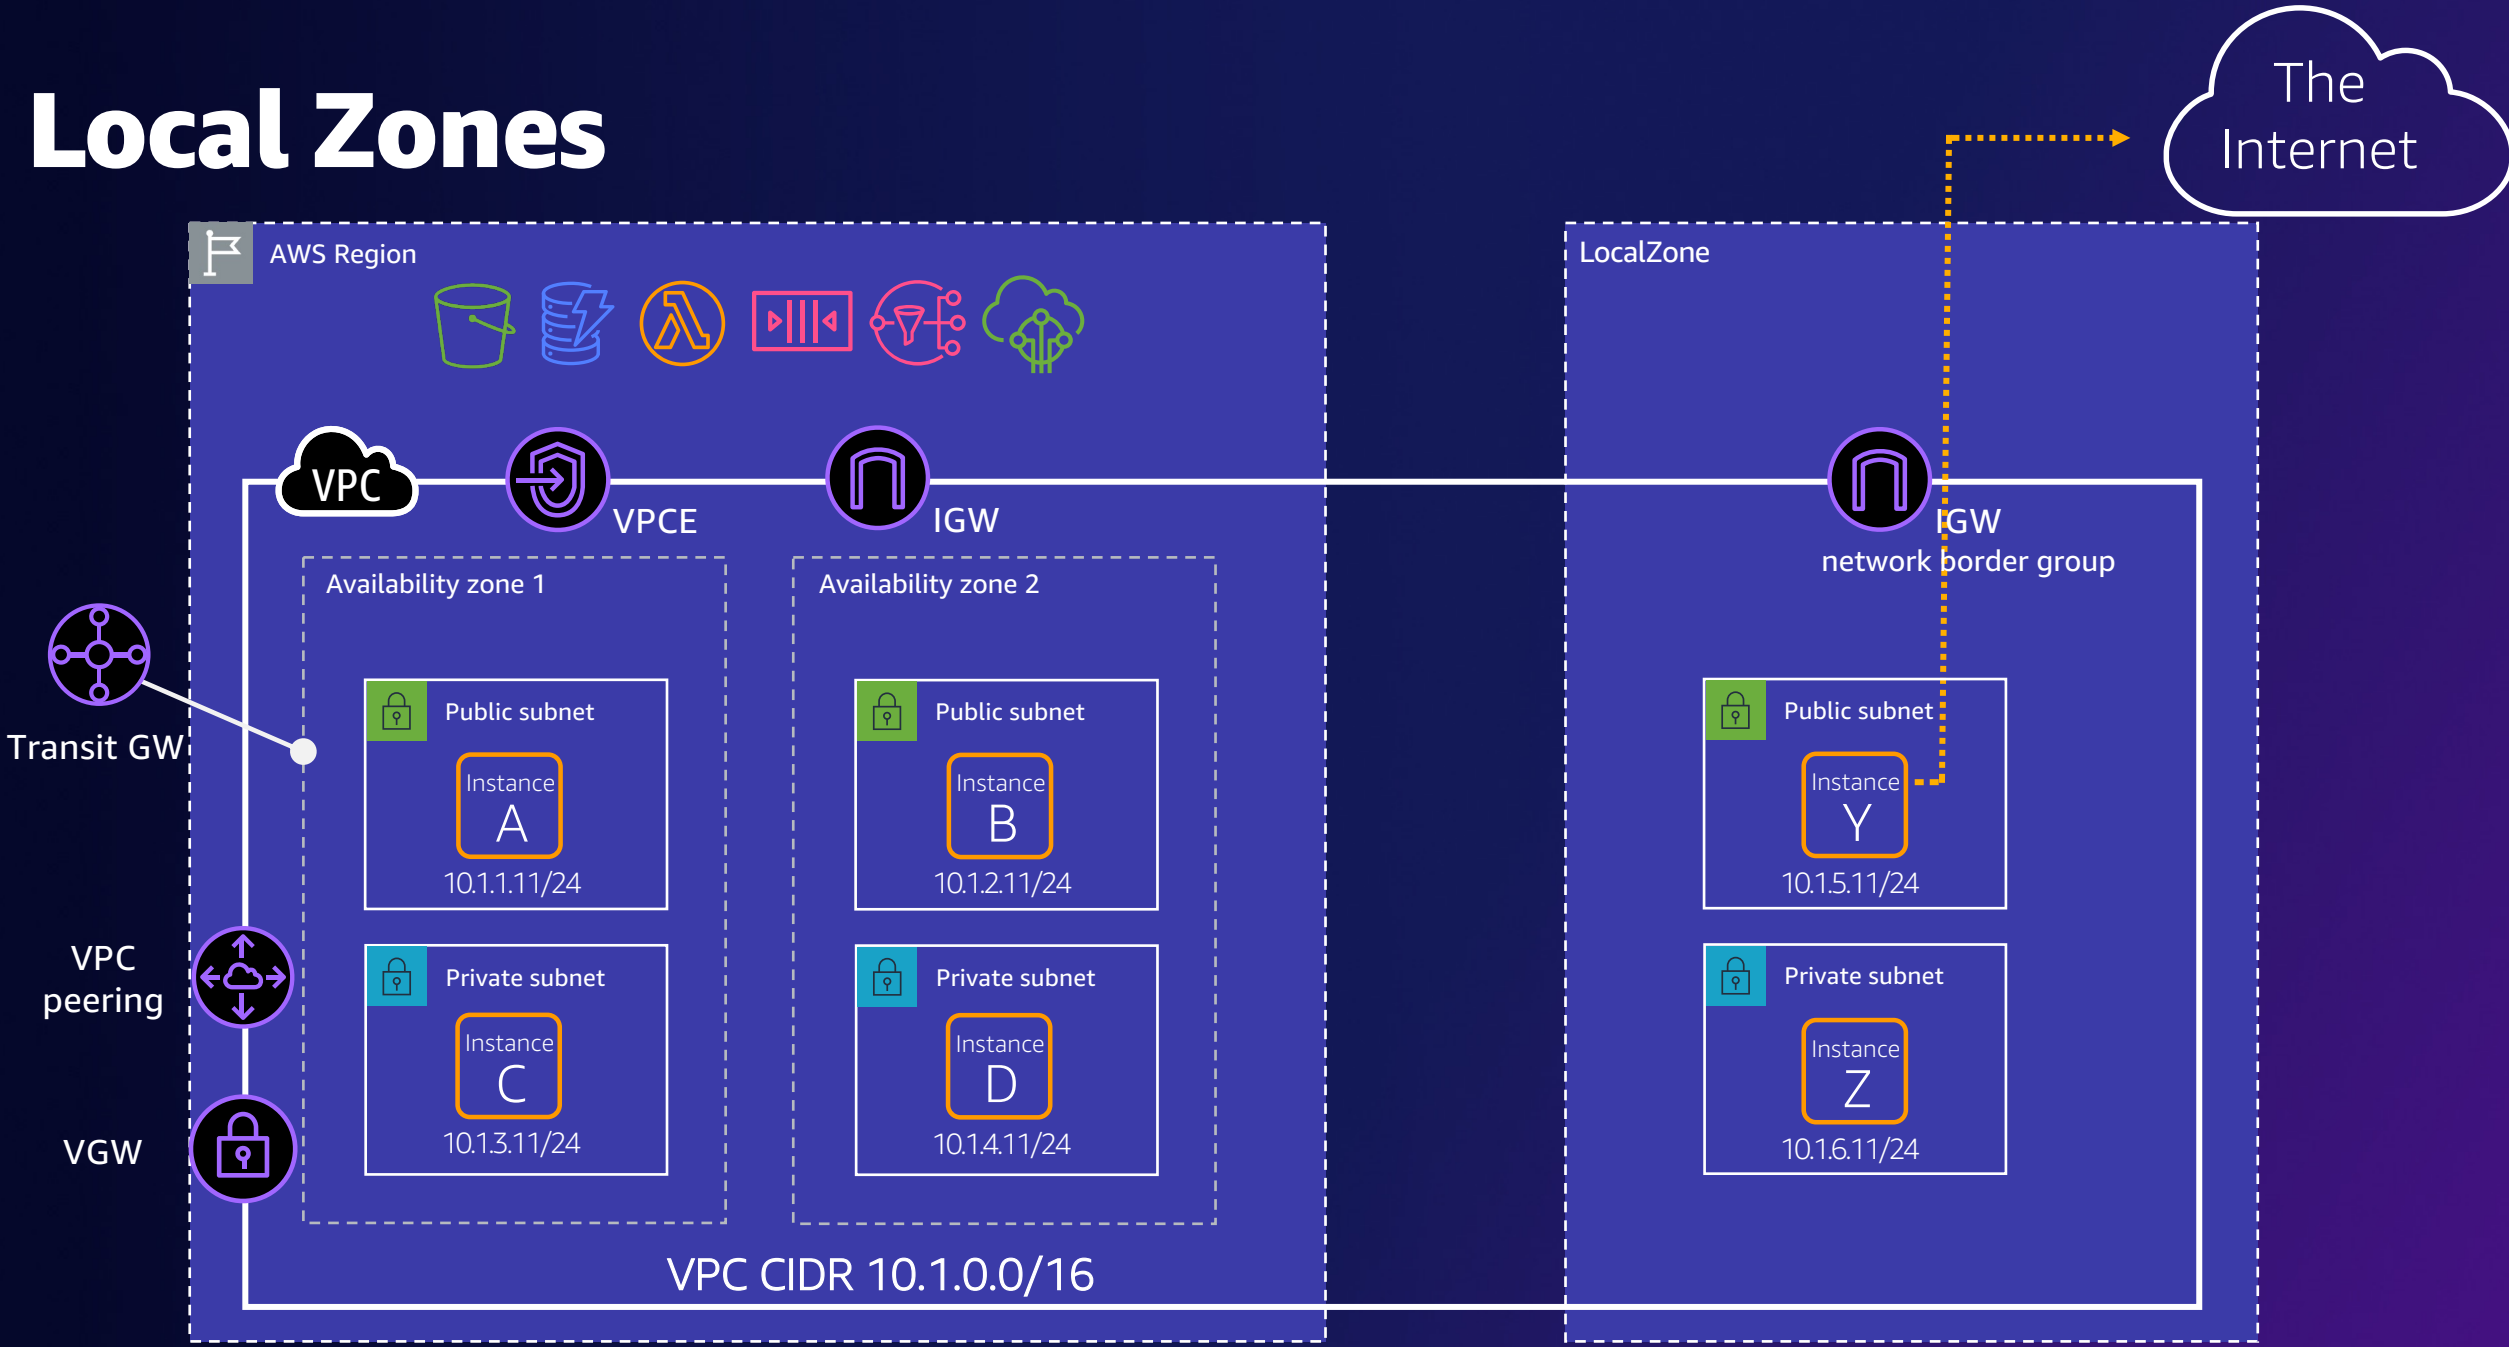 Local Zones
The
Internet
AWS Region
LocalZone
VPC
VPCE
IGW
IGW
network border group
Availability zone 1
Availability zone 2
Transit GW
Public subnet
Instance
A
10.1.1.11/24
Public subnet
Instance
B
10.1.2.11/24
Public subnet
Instance
Y
10.1.5.11/24
VPC
peering
Private subnet
Instance
C
10.1.3.11/24
Private subnet
Instance
D
10.1.4.11/24
Private subnet
Instance
Z
10.1.6.11/24
VGW
VPC CIDR 10.1.0.0/16